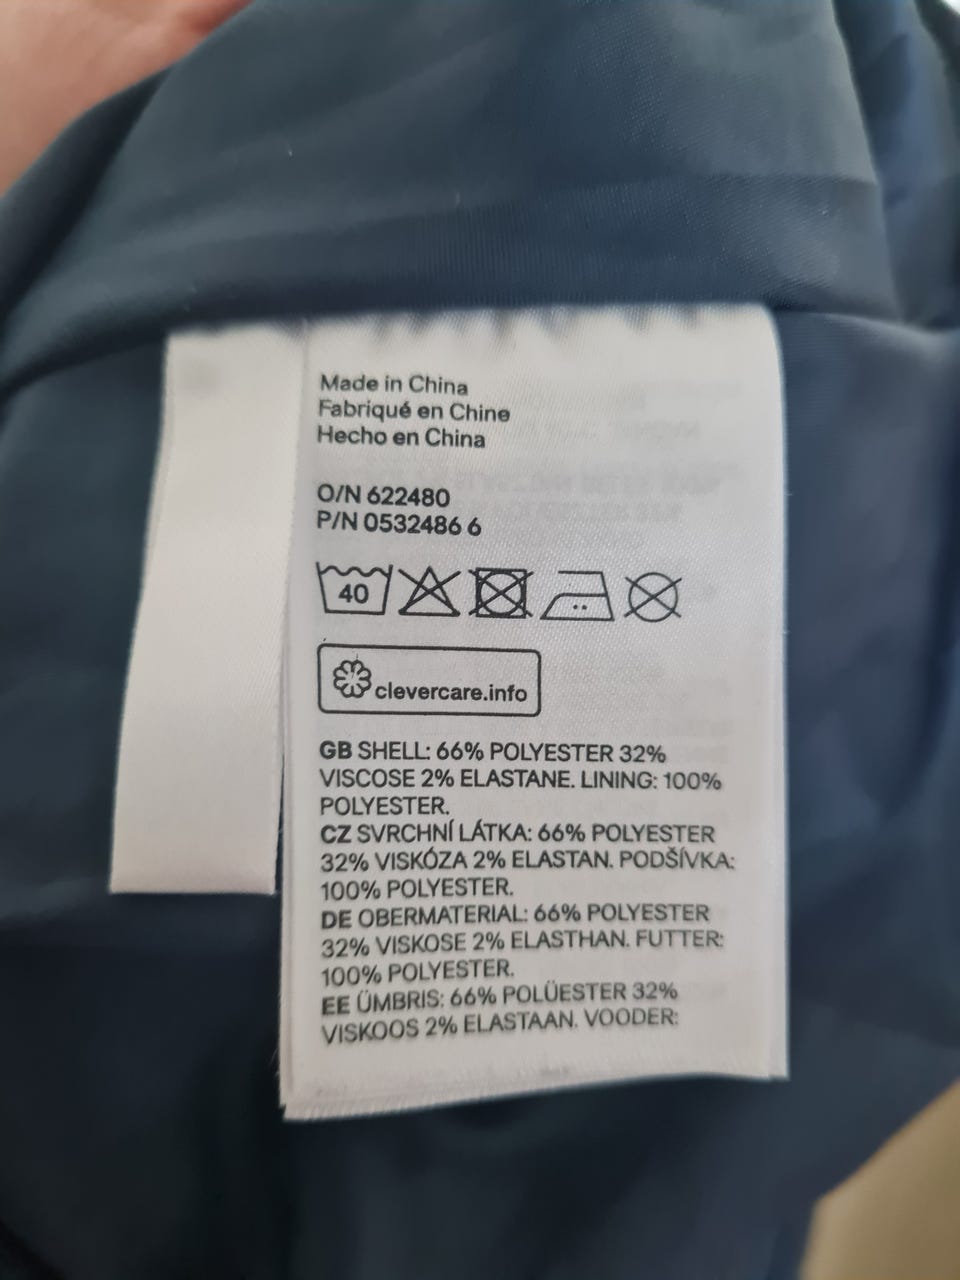 Made in China
Fabriqué en Chine
Hecho en China
O/N 622480
P/N 0532486 6
40
clevercare.info
GB SHELL: 66% POLYESTER 32%
VISCOSE 2% ELASTANE. LINING: 100%
POLYESTER.
CZ SVRCHNÍ LÁTKA: 66% POLYESTER
32% VISKÓZA 2% ELASTAN. PODŠÍVKA:
100% POLYESTER.
DE OBERMATERIAL: 66% POLYESTER
32% VISKOSE 2% ELASTHAN. FUTTER:
100% POLYESTER.
EE ÜMBRIS: 66% POLÜESTER 32%
VISKOOS 2% ELASTAAN. VOODER: